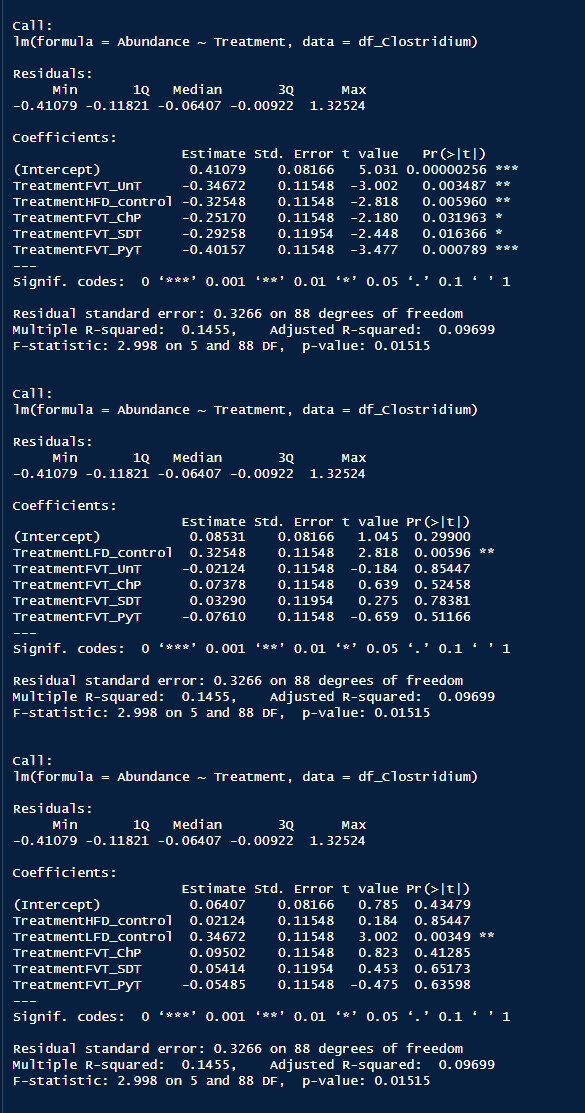 Call:
lm(formula = Abundance ~ Treatment, data = df_Clostridium)
Residuals:
Min 1Q Median 3Q Max
-0.41079 -0.11821 -0.06407 -0.00922 1.32524
Coefficients:
Estimate Std. Error t value Pr(>|t|)
(Intercept) 0.41079 0.08166 5.031 0.00000256 ***
TreatmentFVT_UnT -0.34672 0.11548 -3.002 0.003487 **
TreatmentHFD_control -0.32548 0.11548 -2.818 0.005960 **
TreatmentFVT_ChP -0.25170 0.11548 -2.180 0.031963 *
TreatmentFVT_SDT -0.29258 0.11954 -2.448 0.016366 *
TreatmentFVT_PyT -0.40157 0.11548 -3.477 0.000789 ***
---
Signif. codes: 0 ‘***’ 0.001 ‘**’ 0.01 ‘*’ 0.05 ‘.’ 0.1 ‘ ’ 1
Residual standard error: 0.3266 on 88 degrees of freedom
Multiple R-squared: 0.1455, Adjusted R-squared: 0.09699
F-statistic: 2.998 on 5 and 88 DF, p-value: 0.01515
Call:
lm(formula = Abundance ~ Treatment, data = df_Clostridium)
Residuals:
Min 1Q Median 3Q Max
-0.41079 -0.11821 -0.06407 -0.00922 1.32524
Coefficients:
Estimate Std. Error t value Pr(>|t|)
(Intercept) 0.08531 0.08166 1.045 0.29900
TreatmentLFD_control 0.32548 0.11548 2.818 0.00596 **
TreatmentFVT_UnT -0.02124 0.11548 -0.184 0.85447
TreatmentFVT_ChP 0.07378 0.11548 0.639 0.52458
TreatmentFVT_SDT 0.03290 0.11954 0.275 0.78381
TreatmentFVT_PyT -0.07610 0.11548 -0.659 0.51166
---
Signif. codes: 0 ‘***’ 0.001 ‘**’ 0.01 ‘*’ 0.05 ‘.’ 0.1 ‘ ’ 1
Residual standard error: 0.3266 on 88 degrees of freedom
Multiple R-squared: 0.1455, Adjusted R-squared: 0.09699
F-statistic: 2.998 on 5 and 88 DF, p-value: 0.01515
Call:
lm(formula = Abundance ~ Treatment, data = df_Clostridium)
Residuals:
Min 1Q Median 3Q Max
-0.41079 -0.11821 -0.06407 -0.00922 1.32524
Coefficients:
Estimate Std. Error t value Pr(>|t|)
(Intercept) 0.06407 0.08166 0.785 0.43479
TreatmentHFD_control 0.02124 0.11548 0.184 0.85447
TreatmentLFD_control 0.34672 0.11548 3.002 0.00349 **
TreatmentFVT_ChP 0.09502 0.11548 0.823 0.41285
TreatmentFVT_SDT 0.05414 0.11954 0.453 0.65173
TreatmentFVT_PyT -0.05485 0.11548 -0.475 0.63598
---
Signif. codes: 0 ‘***’ 0.001 ‘**’ 0.01 ‘*’ 0.05 ‘.’ 0.1 ‘ ’ 1
Residual standard error: 0.3266 on 88 degrees of freedom
Multiple R-squared: 0.1455, Adjusted R-squared: 0.09699
F-statistic: 2.998 on 5 and 88 DF, p-value: 0.01515